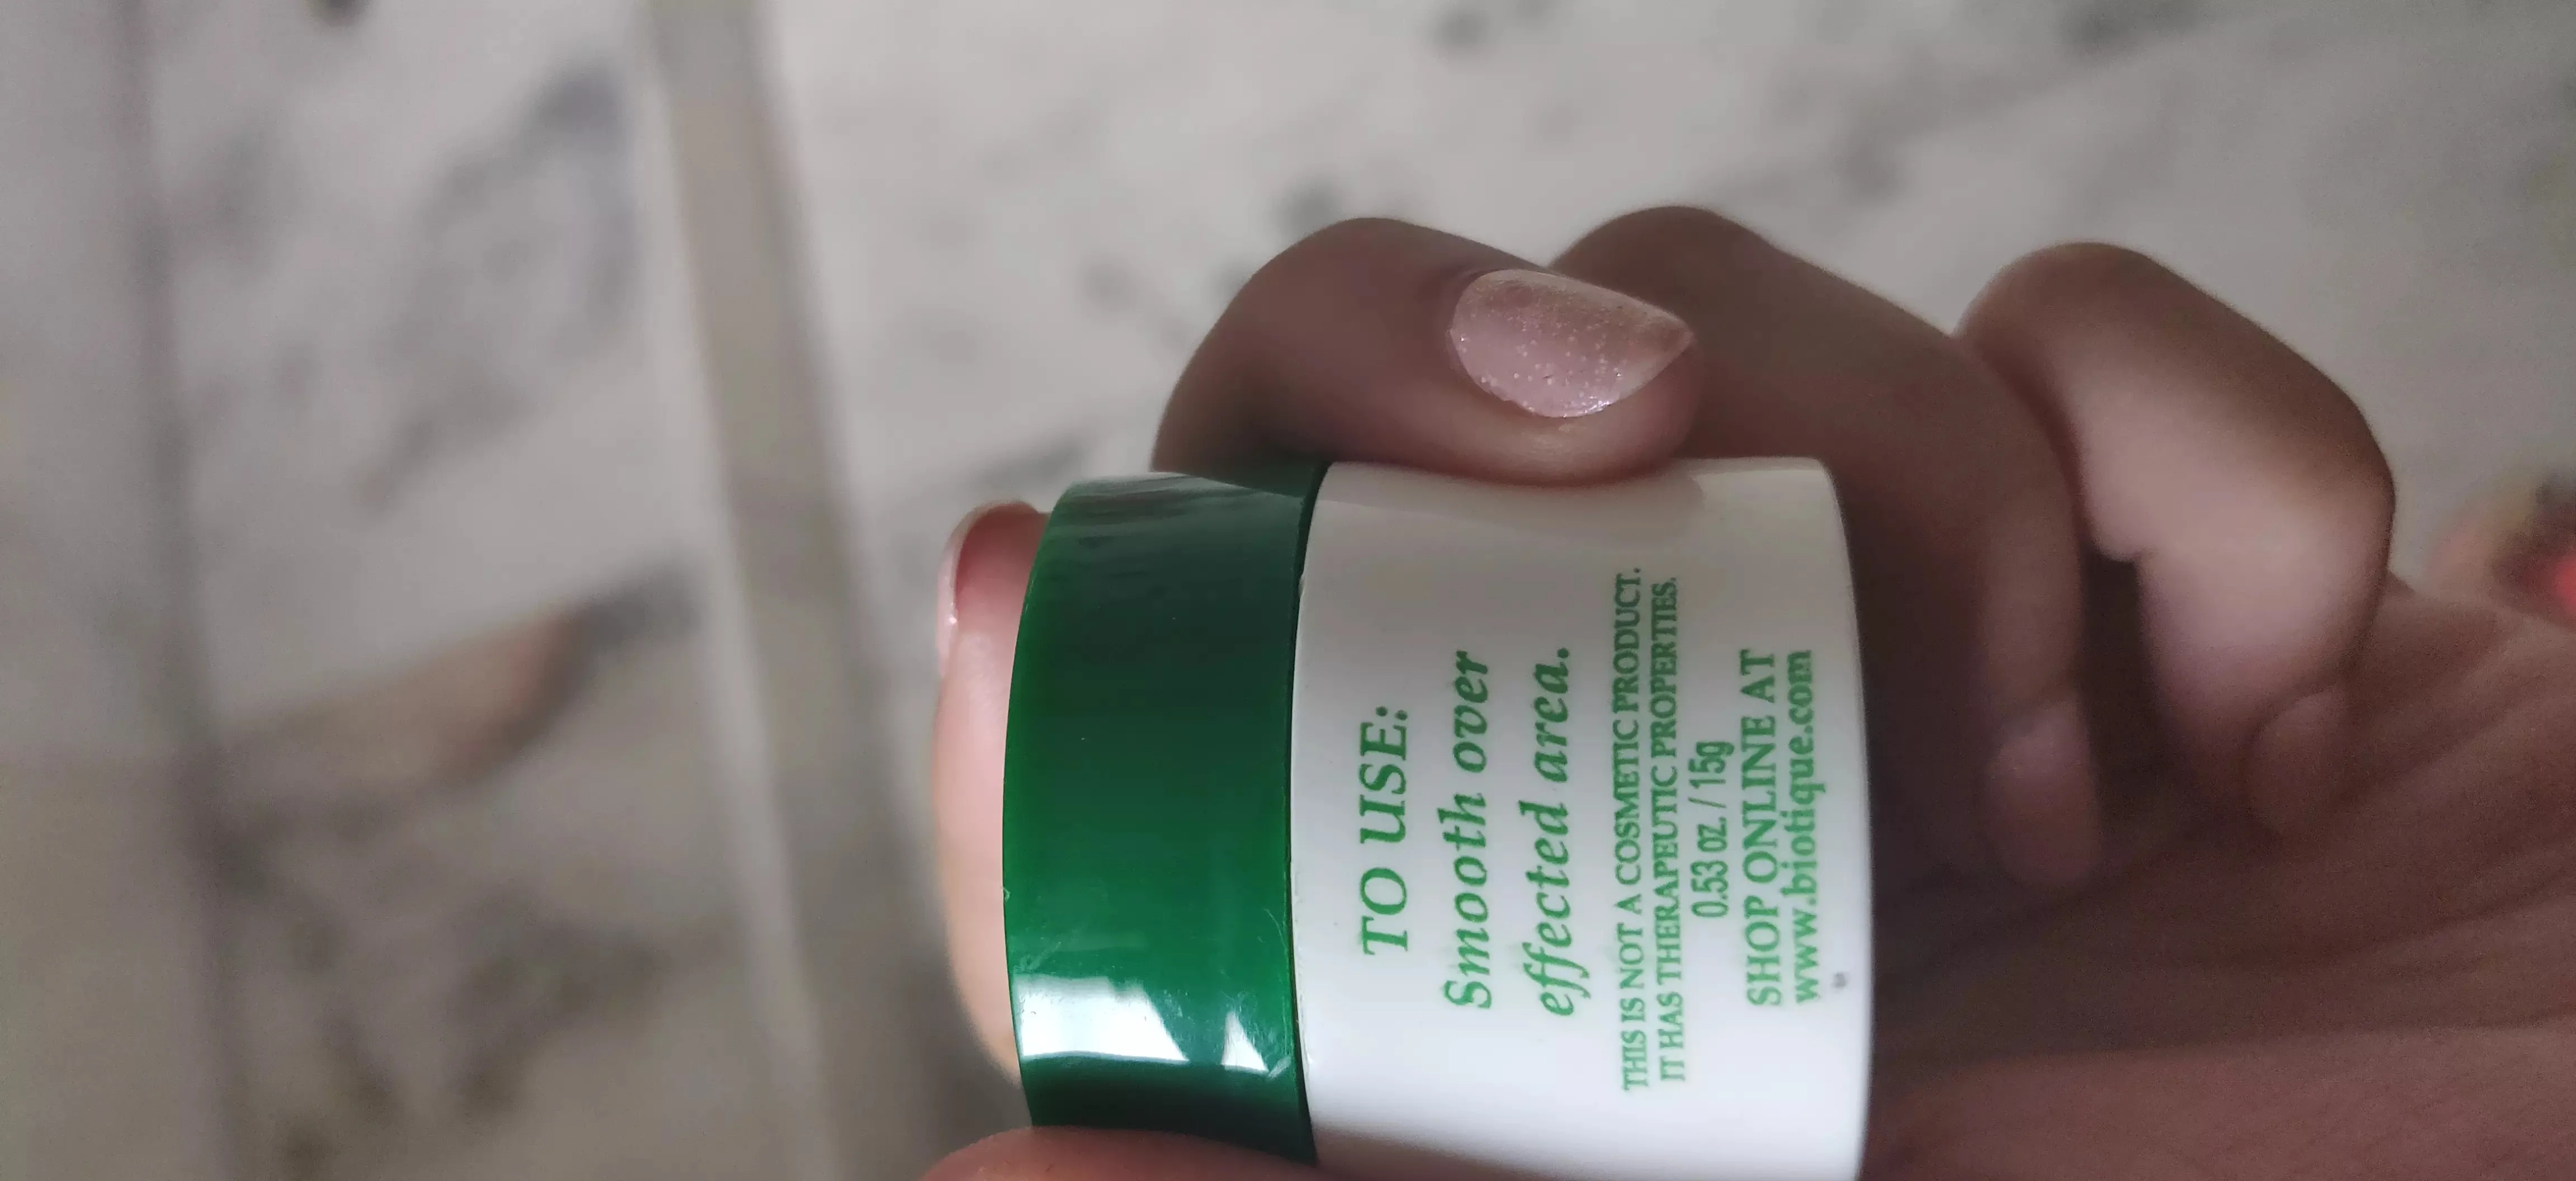 TO USE:
Smooth over
effected area.
THIS IS NOT A COSMETIC PRODUCT.
IT HAS THERAPEUTIC PROPERTIES.
0.53 oz. / 15g
SHOP ONLINE AT
www.biotique.com